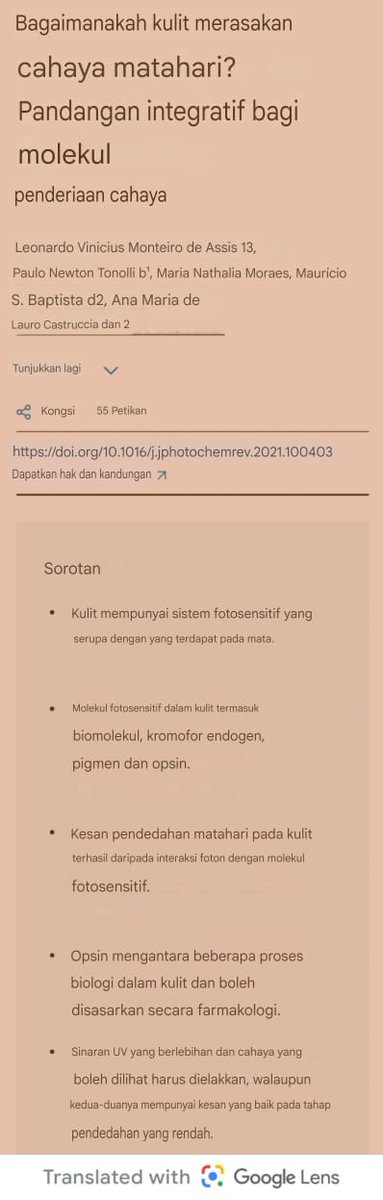 Bagaimanakah kulit merasakan
cahaya matahari?
Pandangan integratif bagi
molekul
penderiaan cahaya
Leonardo Vinicius Monteiro de Assis 13,
Paulo Newton Tonolli b¹, Maria Nathalia Moraes, Maurício
S. Baptista d2, Ana Maria de
Lauro Castruccia dan 2
Tunjukkan lagi
Kongsi 55 Petikan
https://doi.org/10.1016/j.jphotochemrev.2021.100403
Dapatkan hak dan kandungan
Sorotan
• Kulit mempunyai sistem fotosensitif yang
serupa dengan yang terdapat pada mata.
• Molekul fotosensitif dalam kulit termasuk
biomolekul, kromofor endogen,
pigmen dan opsin.
• Kesan pendedahan matahari pada kulit
terhasil daripada interaksi foton dengan molekul
fotosensitif.
• Opsin mengantara beberapa proses
biologi dalam kulit dan boleh
disasarkan secara farmakologi.
• Sinaran UV yang berlebihan dan cahaya yang
boleh dilihat harus dielakkan, walaupun
kedua-duanya mempunyai kesan yang baik pada tahap
pendedahan yang rendah.
Translated with Google Lens